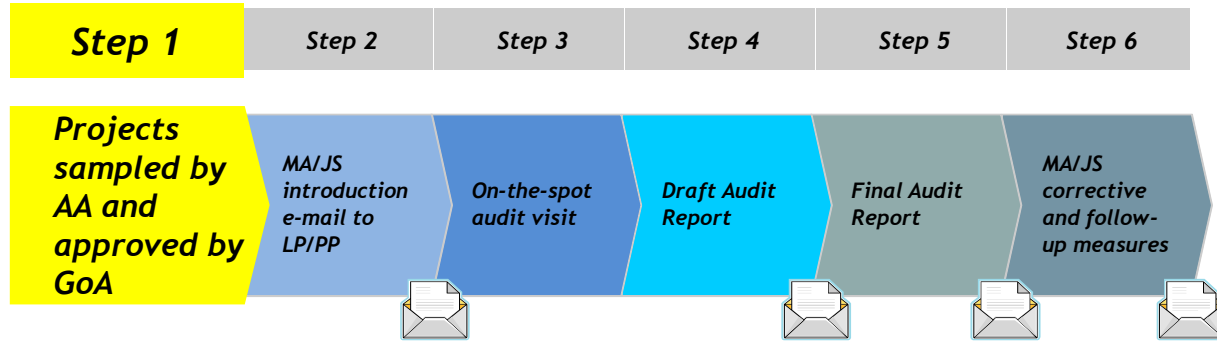 Step 1
Step 2
Step 3
Step 4
Step 5
Step 6
Projects
sampled by
AA and
approved by
GoA
MA/JS
introduction
e-mail to
LP/PP
On-the-spot
audit visit
Draft Audit
Report
Final Audit
Report
MA/JS
corrective
and follow-
up measures